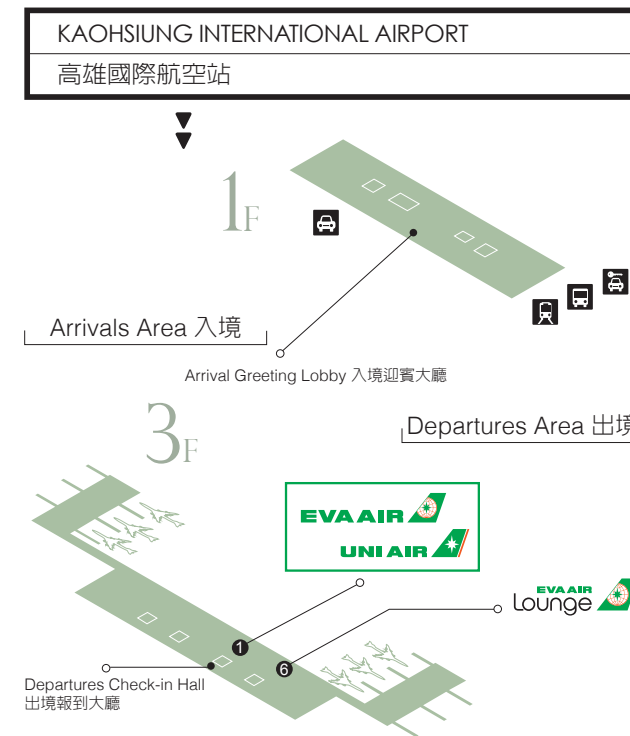 KAOHSIUNG INTERNATIONAL AIRPORT
高雄國際航空站
1F
Arrivals Area 入境
Arrival Greeting Lobby 入境迎賓大廳
3F
Departures Area 出境
EVA AIR
UNI AIR
EVA AIR
Lounge
1
6
Departures Check-in Hall
出境報到大廳